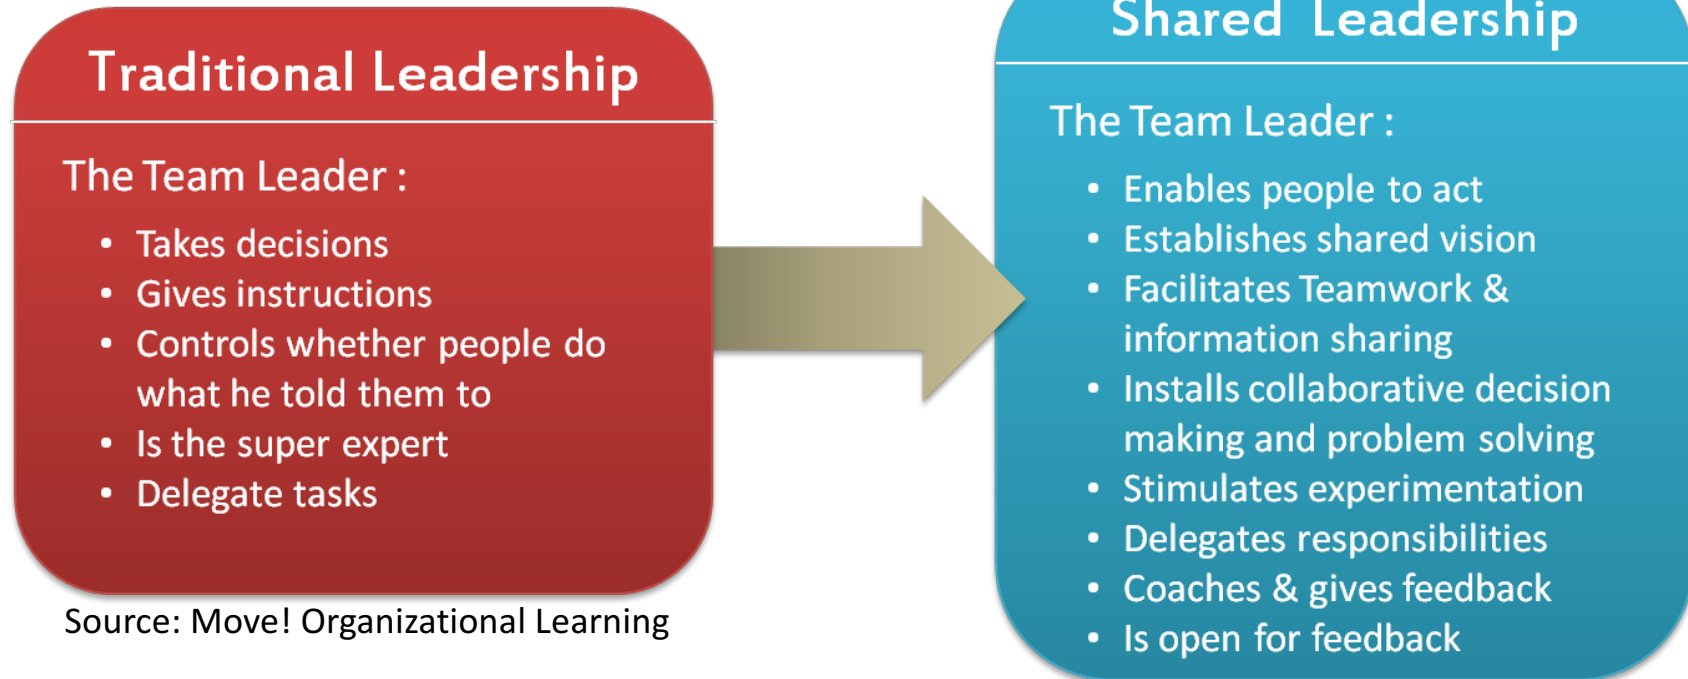 Traditional Leadership
The Team Leader :
• Takes decisions
• Gives instructions
• Controls whether people do
what he told them to
• Is the super expert
• Delegate tasks
Source: Move! Organizational Learning
Shared Leadership
The Team Leader :
• Enables people to act
• Establishes shared vision
• Facilitates Teamwork &
information sharing
• Installs collaborative decision
making and problem solving
• Stimulates experimentation
• Delegates responsibilities
• Coaches & gives feedback
• Is open for feedback